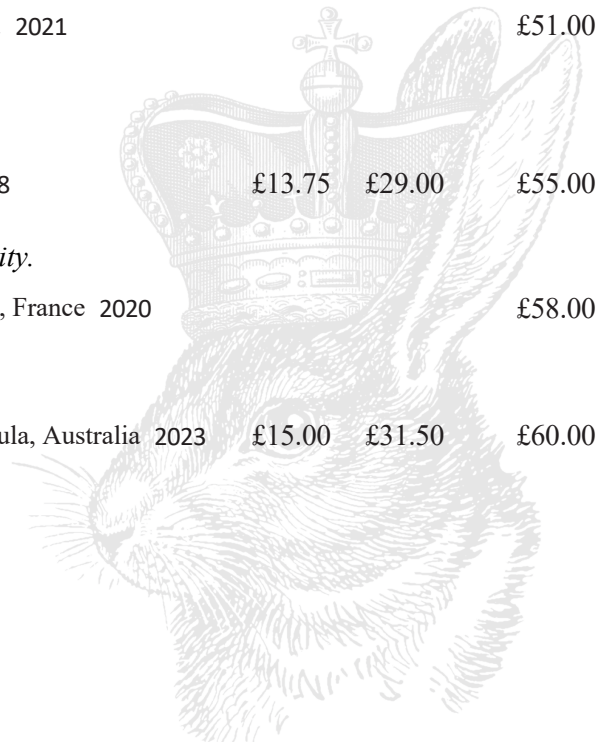 2021 £51.00
8 £13.75 £29.00 £55.00
ity.
, France 2020 £58.00
ula, Australia 2023 £15.00 £31.50 £60.00